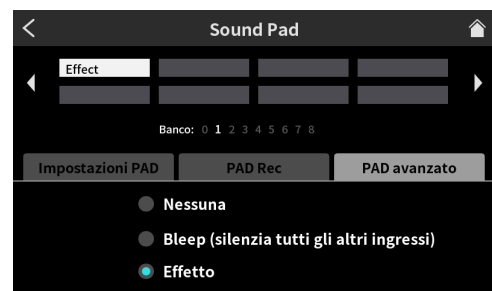 Sound Pad
Effect
Banco: 0 1 2 3 4 5 6 7 8
Impostazioni PAD PAD Rec PAD avanzato
Nessuna
Bleep (silenzia tutti gli altri ingressi)
Effetto